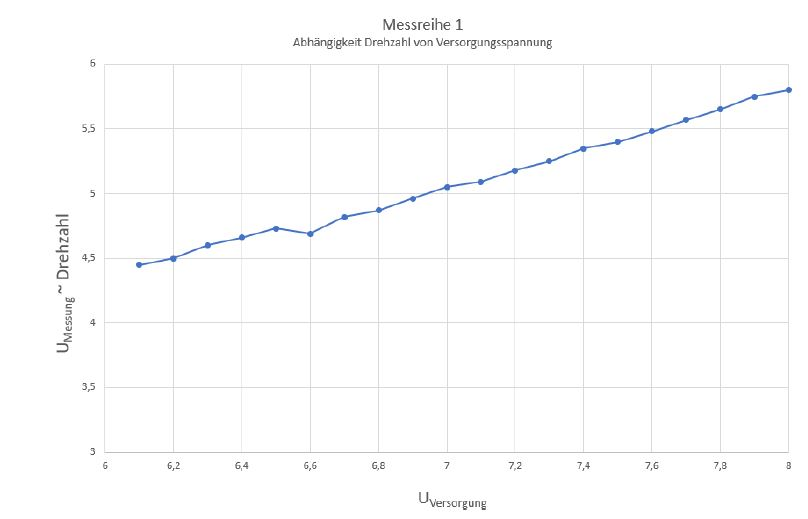 Messreihe 1
Abhängigkeit Drehzahl von Versorgungsspannung
6
5,5
5
4,5
4
3,5
3
UMessung ~ Drehzahl
6 6,2 6,4 6,6 6,8 7 7,2 7,4 7,6 7,8 8
UVersorgung